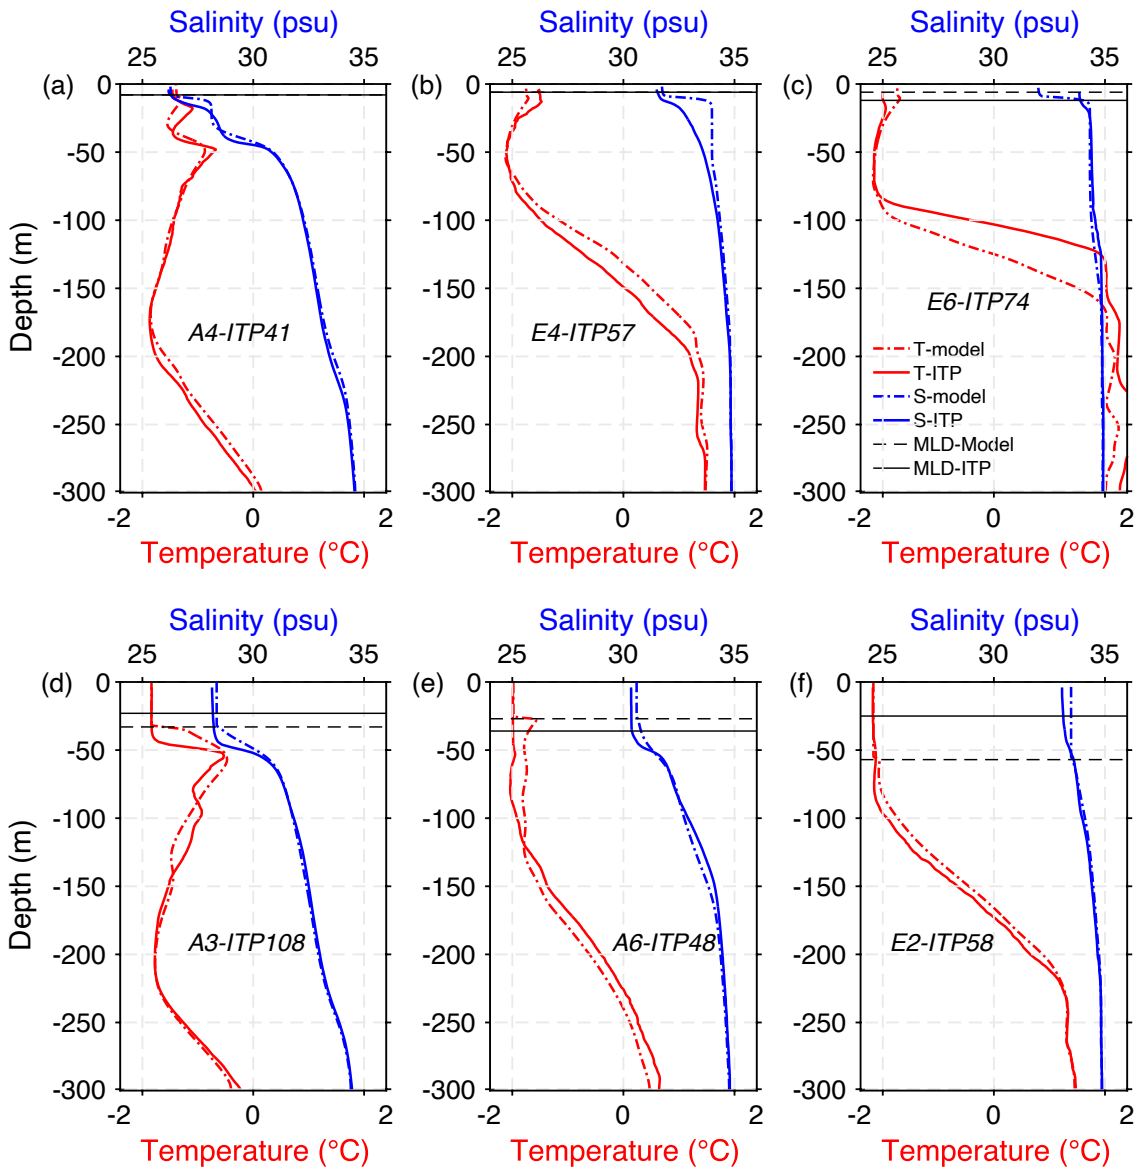 Salinity (psu) Salinity (psu) Salinity (psu)
25 30 35 25 30 35 25 30 35
(a) (b) (c)
0 0 0
-50 -50 -50
-100 -100 -100
-150 -150 -150
-200 -200 -200
-250 -250 -250
-300 -300 -300
Depth (m)
A4-ITP41 E4-ITP57 E6-ITP74
T-model
T-ITP
S-model
S-ITP
MLD-Model
MLD-ITP
-2 0 2 -2 0 2 -2 0 2
Temperature (°C) Temperature (°C) Temperature (°C)
Salinity (psu) Salinity (psu) Salinity (psu)
25 30 35 25 30 35 25 30 35
(d) (e) (f)
0 0 0
-50 -50 -50
-100 -100 -100
-150 -150 -150
-200 -200 -200
-250 -250 -250
-300 -300 -300
Depth (m)
A3-ITP108 A6-ITP48 E2-ITP58
-2 0 2 -2 0 2 -2 0 2
Temperature (°C) Temperature (°C) Temperature (°C)